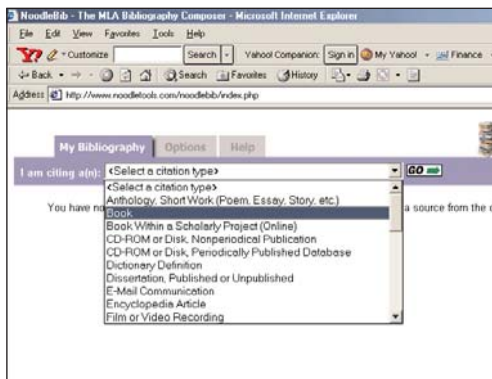 NoodleBib - The MLA Bibliography Composer - Microsoft Internet Explorer
File Edit View Favorites Tools Help
Y! Customize Search Yahoo! Companion: Sign in My Yahoo! Finance
Back Search Favorites History
Address http://www.noodletools.com/noodlebib/index.php
My Bibliography Options Help
I am citing a(n): <Select a citation type> GO
<Select a citation type>
Anthology, Short Work (Poem, Essay, Story, etc.)
Book
You have no a source from the
Book Within a Scholarly Project (Online)
CD-ROM or Disk, Nonperiodical Publication
CD-ROM or Disk, Periodically Published Database
Dictionary Definition
Dissertation, Published or Unpublished
E-Mail Communication
Encyclopedia Article
Film or Video Recording